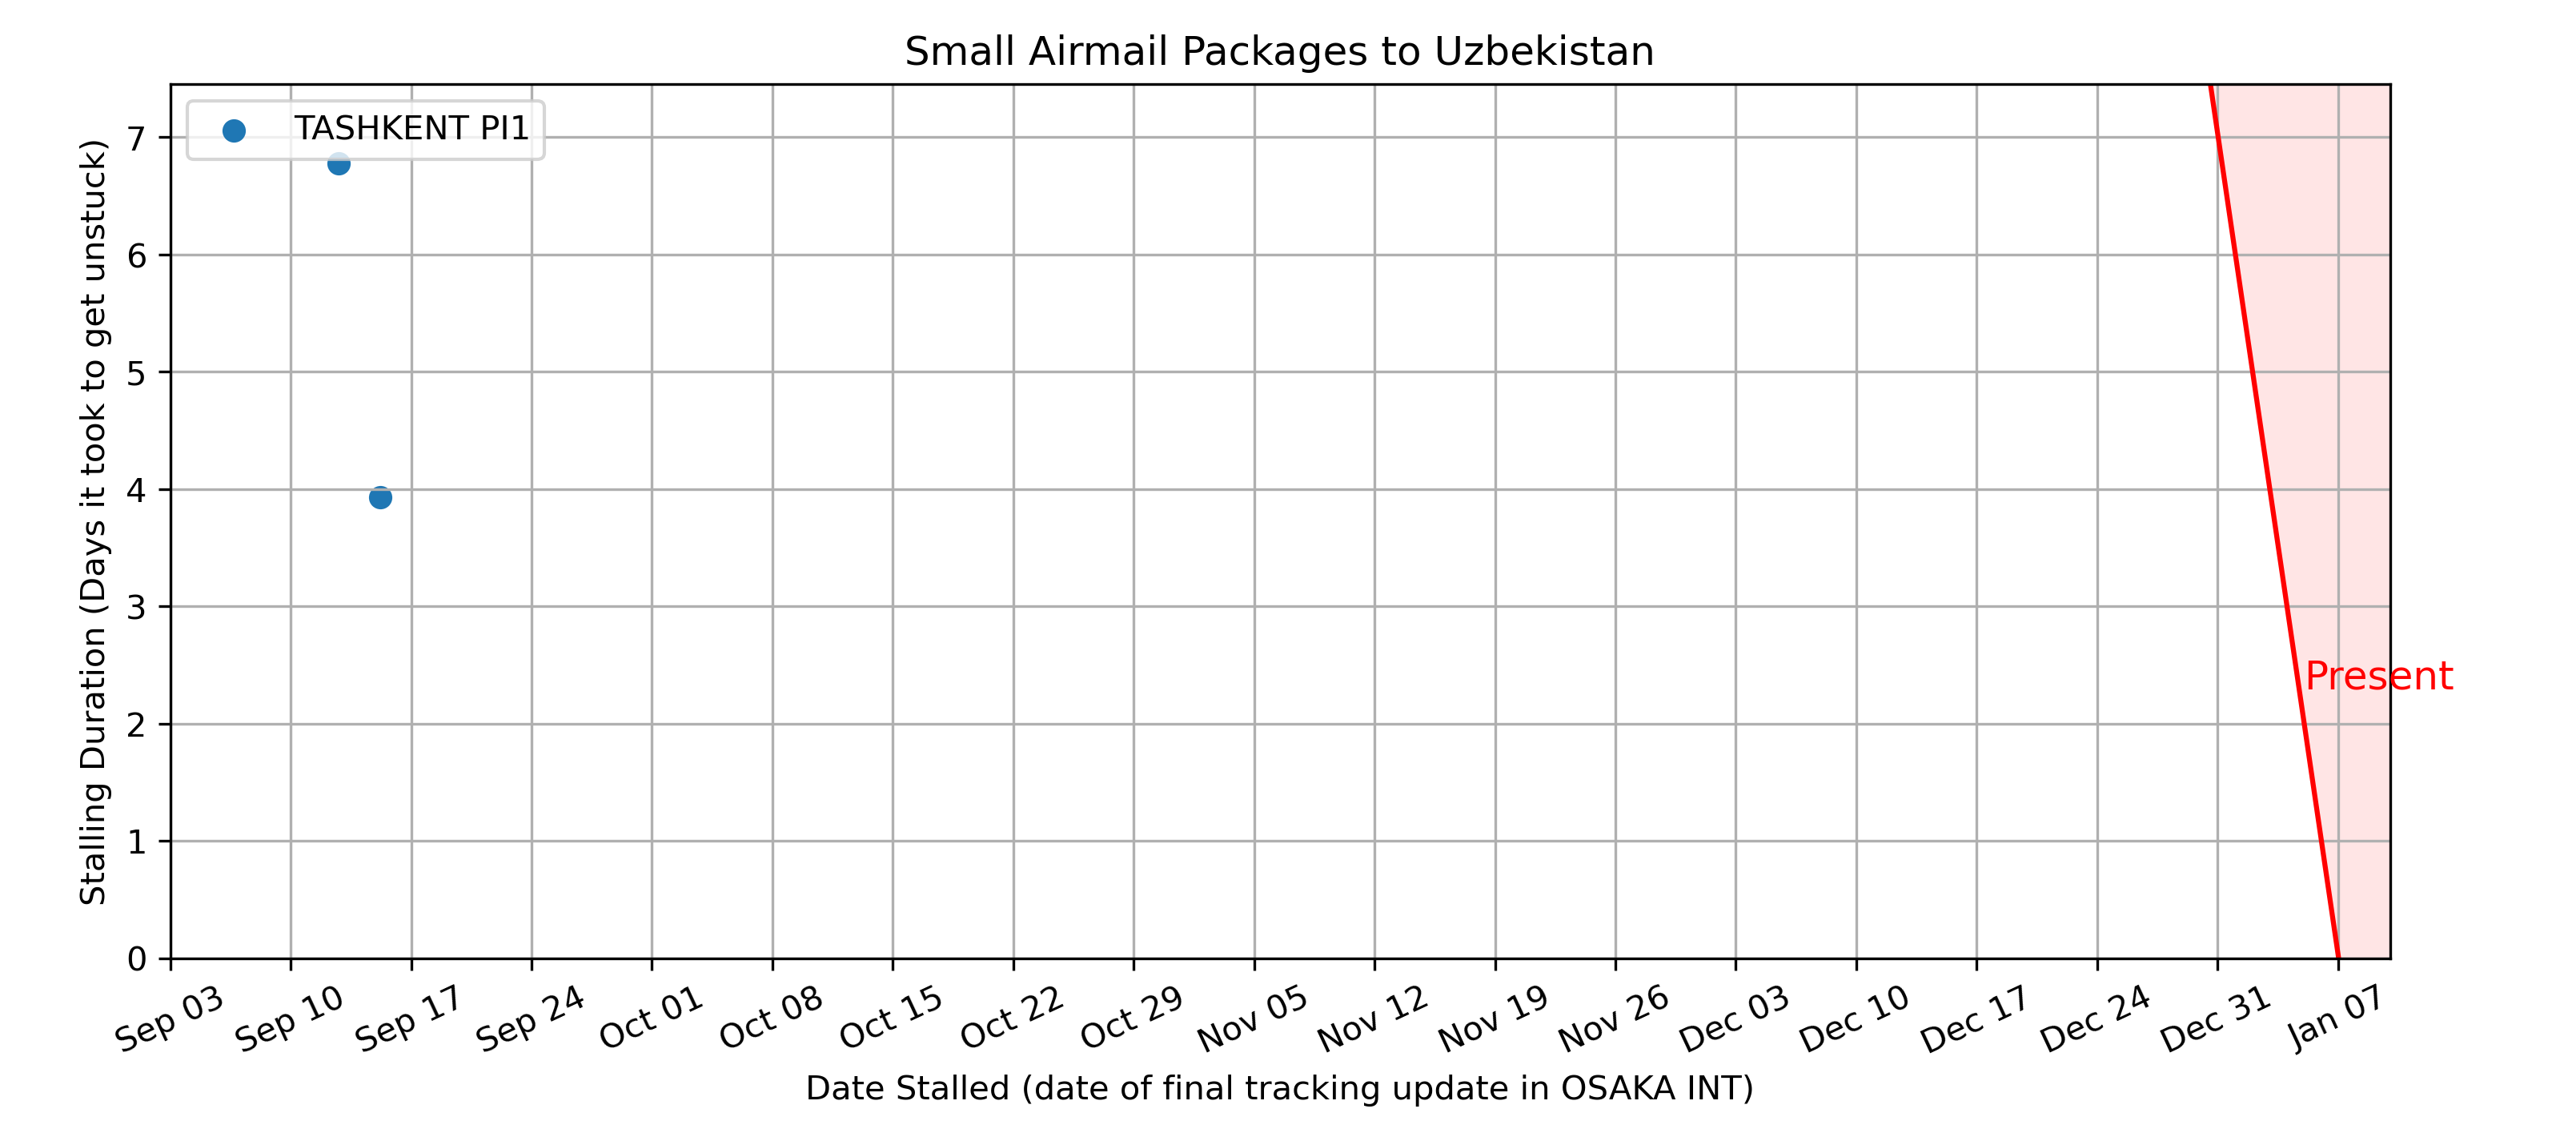 Small Airmail Packages to Uzbekistan
TASHKENT PI1
Stalling Duration (Days it took to get unstuck)
7
6
5
4
3
2
1
0
Present
Sep 03
Sep 10
Sep 17
Sep 24
Oct 01
Oct 08
Oct 15
Oct 22
Oct 29
Nov 05
Nov 12
Nov 19
Nov 26
Dec 03
Dec 10
Dec 17
Dec 24
Dec 31
Jan 07
Date Stalled (date of final tracking update in OSAKA INT)